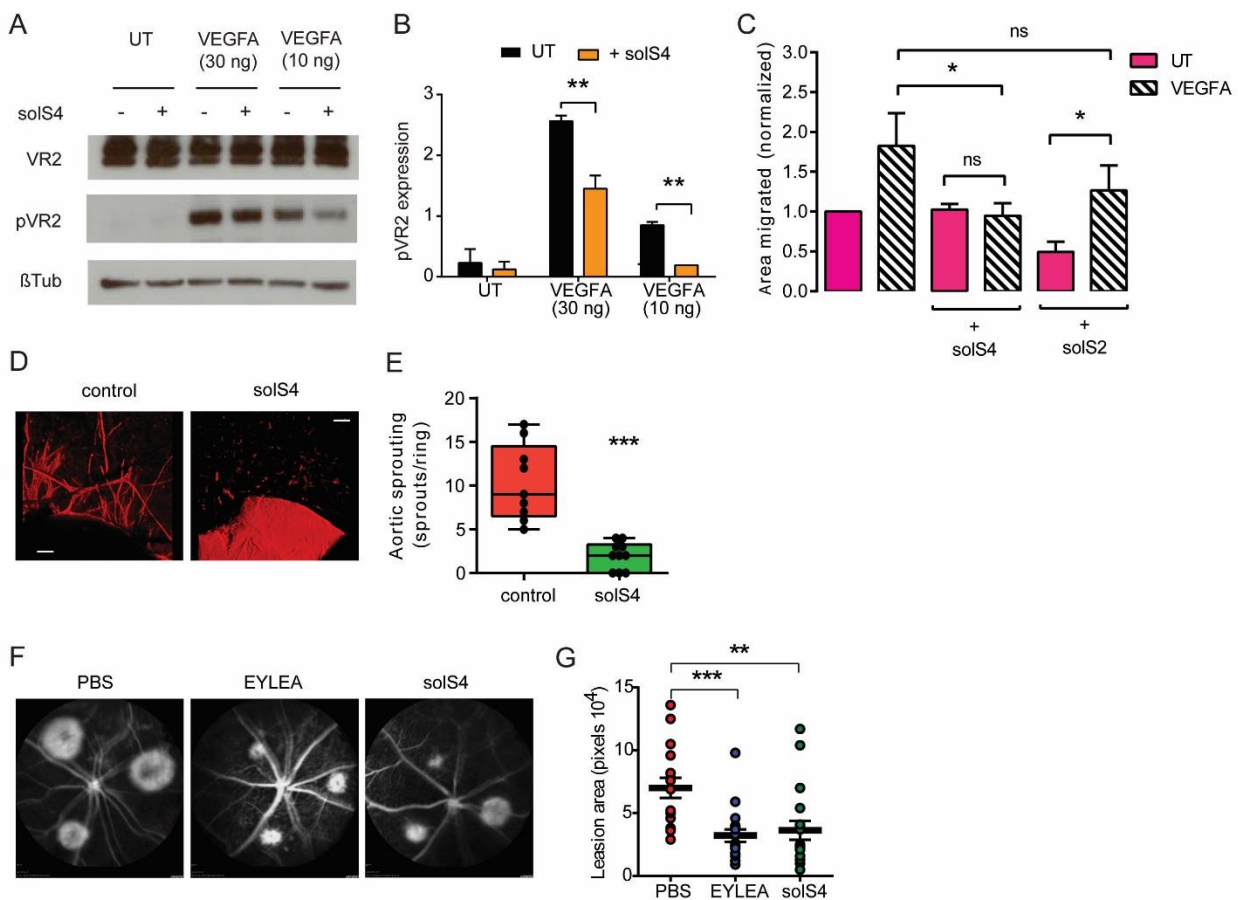 A
UT
VEGFA
(30 ng)
VEGFA
(10 ng)
solS4
- + - + - +
VR2
pVR2
ßTub
B
UT + solS4
pVR2 expression
3
2
1
0
**
**
UT
VEGFA
(30 ng)
VEGFA
(10 ng)
C
Area migrated (normalized)
3.0
2.5
2.0
1.5
1.0
0.5
0.0
ns
*
ns
*
UT
VEGFA
+
solS4
+
solS2
D
control solS4
E
Aortic sprouting
(sprouts/ring)
20
15
10
5
0
***
control solS4
F
PBS EYLEA solS4
G
Leasion area (pixels 10⁴)
15
10
5
0
**
***
PBS EYLEA solS4